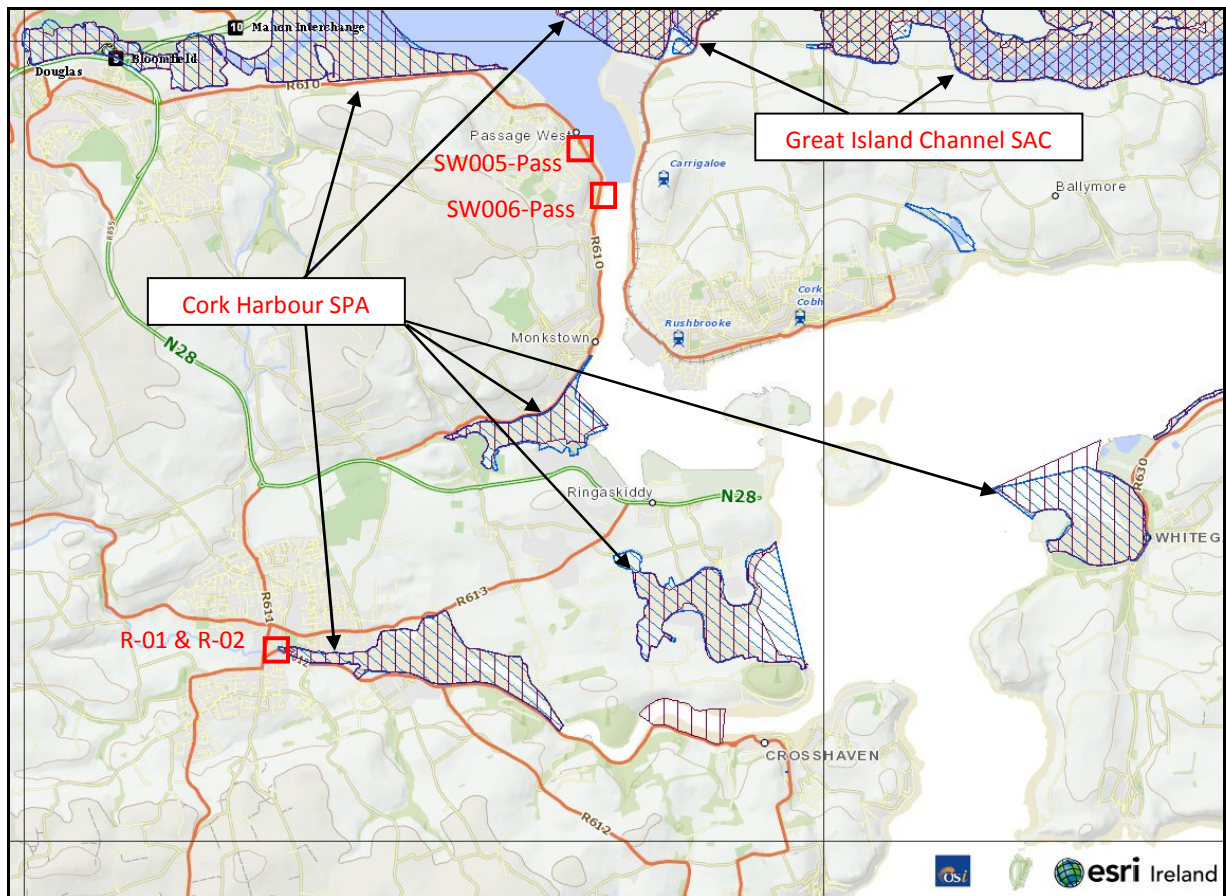 10 Mahon Interchange
9 Bloomfield
Douglas
R610
Passage West
SW005-Pass
SW006-Pass
Great Island Channel SAC
Carrigaloe
Ballymore
R855
R610
Cork Harbour SPA
Cork
Cobh
Rushbrooke
N28
Monkstown
Ringaskiddy
N28
R630
WHITEG
R611
R613
R-01 & R-02
R612
CROSSHAVEN
R612
OSi
esri Ireland